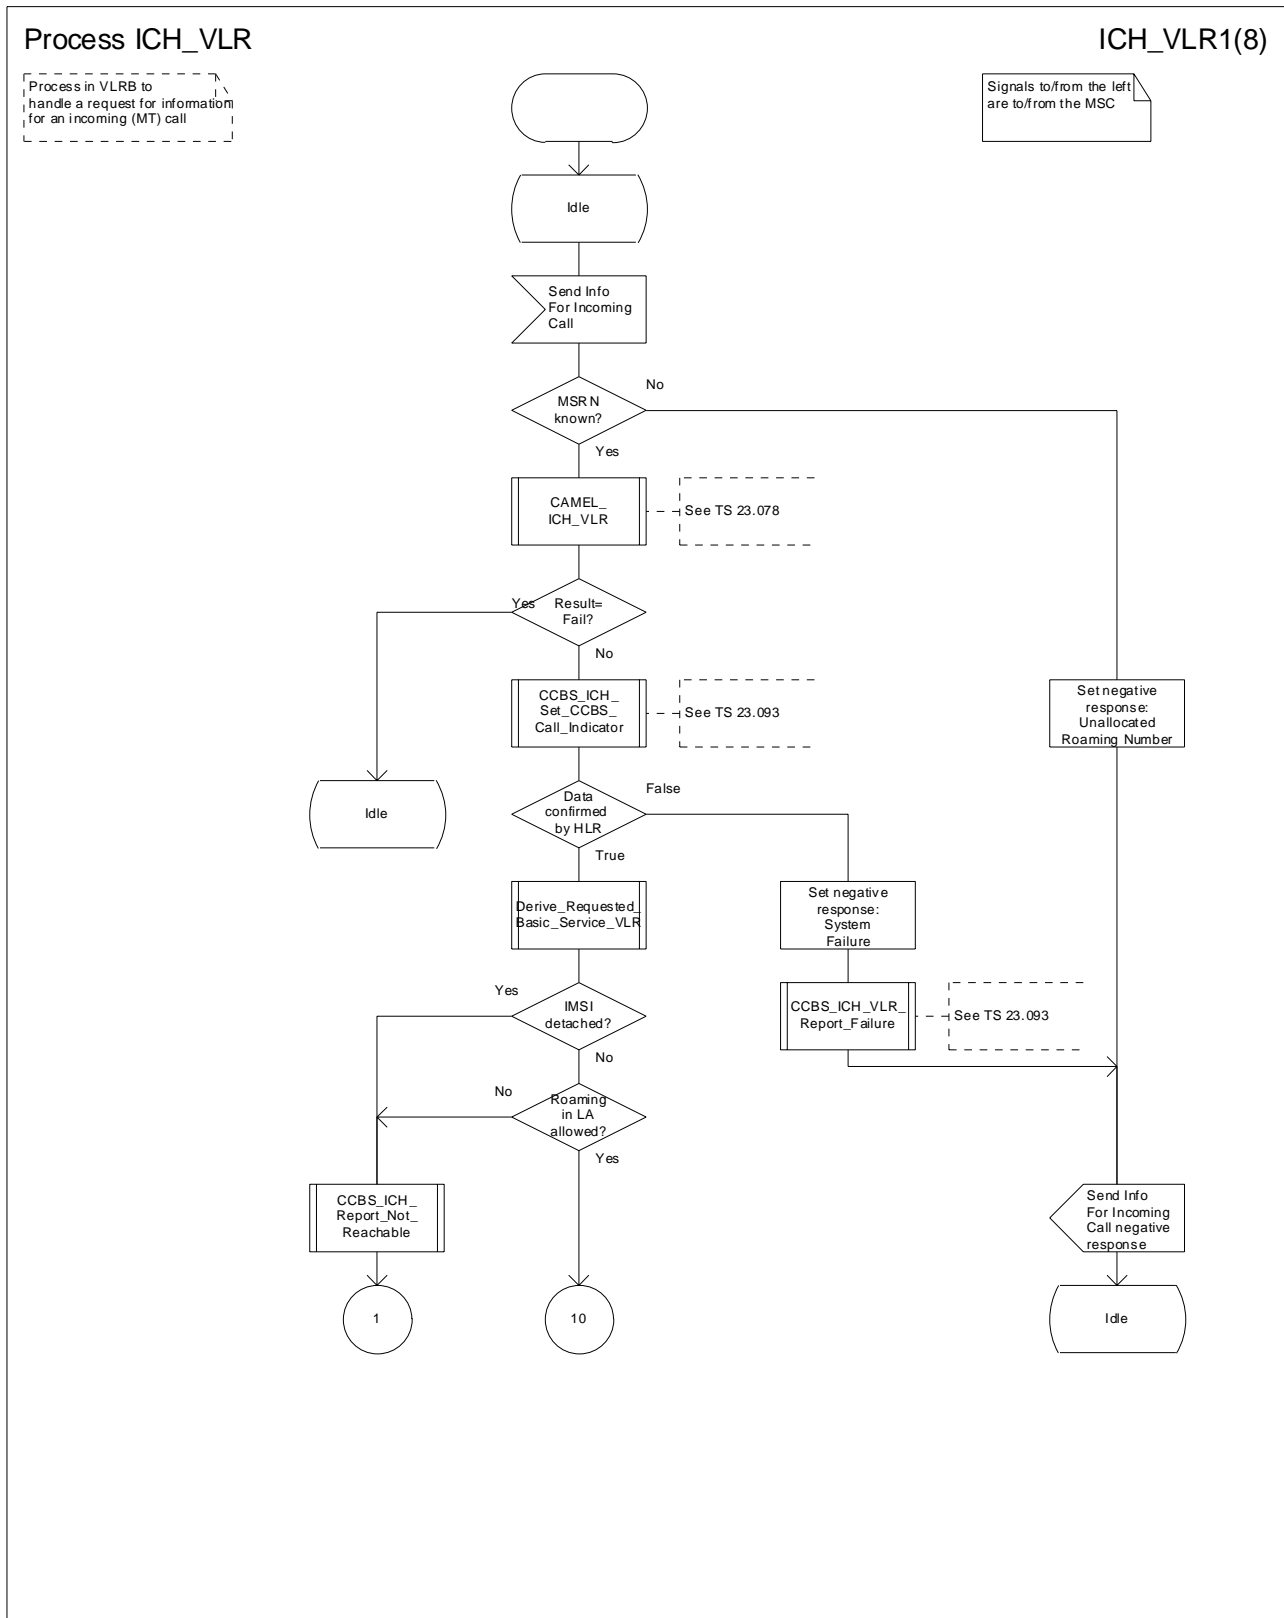 Process ICH_VLR
ICH_VLR1(8)
Process in VLRB to
handle a request for information
for an incoming (MT) call
Signals to/from the left
are to/from the MSC
Idle
Send Info
For Incoming
Call
No
MSRN
known?
Yes
CAMEL_
ICH_VLR
See TS 23.078
Yes
Result=
Fail?
No
CCBS_ICH_
Set_CCBS_
Call_Indicator
See TS 23.093
Set negative
response:
Unallocated
Roaming Number
Idle
False
Data
confirmed
by HLR
True
Derive_Requested_
Basic_Service_VLR
Set negative
response:
System
Failure
Yes
IMSI
detached?
No
CCBS_ICH_VLR_
Report_Failure
See TS 23.093
No
Roaming
in LA
allowed?
Yes
CCBS_ICH_
Report_Not_
Reachable
Send Info
For Incoming
Call negative
response
1
10
Idle